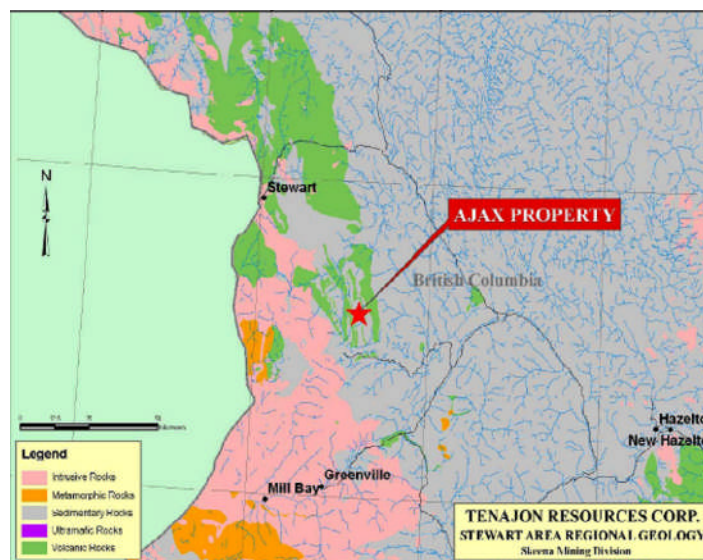 Stewart
AJAX PROPERTY
British Columbia
N
Hazelto
New Hazelto
Legend
Intrusive Rocks
Metamorphic Rocks
Sedimentary Rocks
Ultramafic Rocks
Volcanic Rocks
Greenville
Mill Bay
TENAJON RESOURCES CORP.
STEWART AREA REGIONAL GEOLOGY
Skeena Mining Division